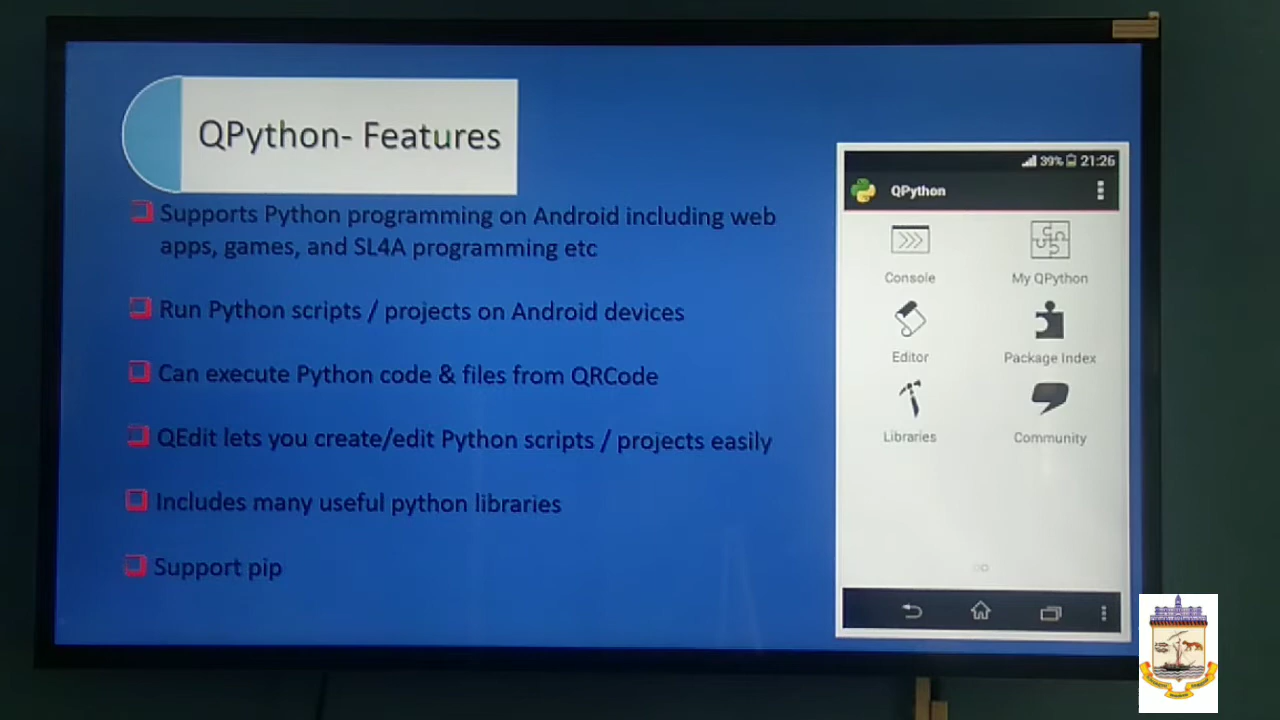 QPython- Features
Supports Python programming on Android including web
apps, games, and SL4A programming etc
Run Python scripts / projects on Android devices
Can execute Python code & files from QRCode
QEdit lets you create/edit Python scripts / projects easily
Includes many useful python libraries
Support pip
39% 21:26
QPython
Console My QPython
Editor Package Index
Libraries Community